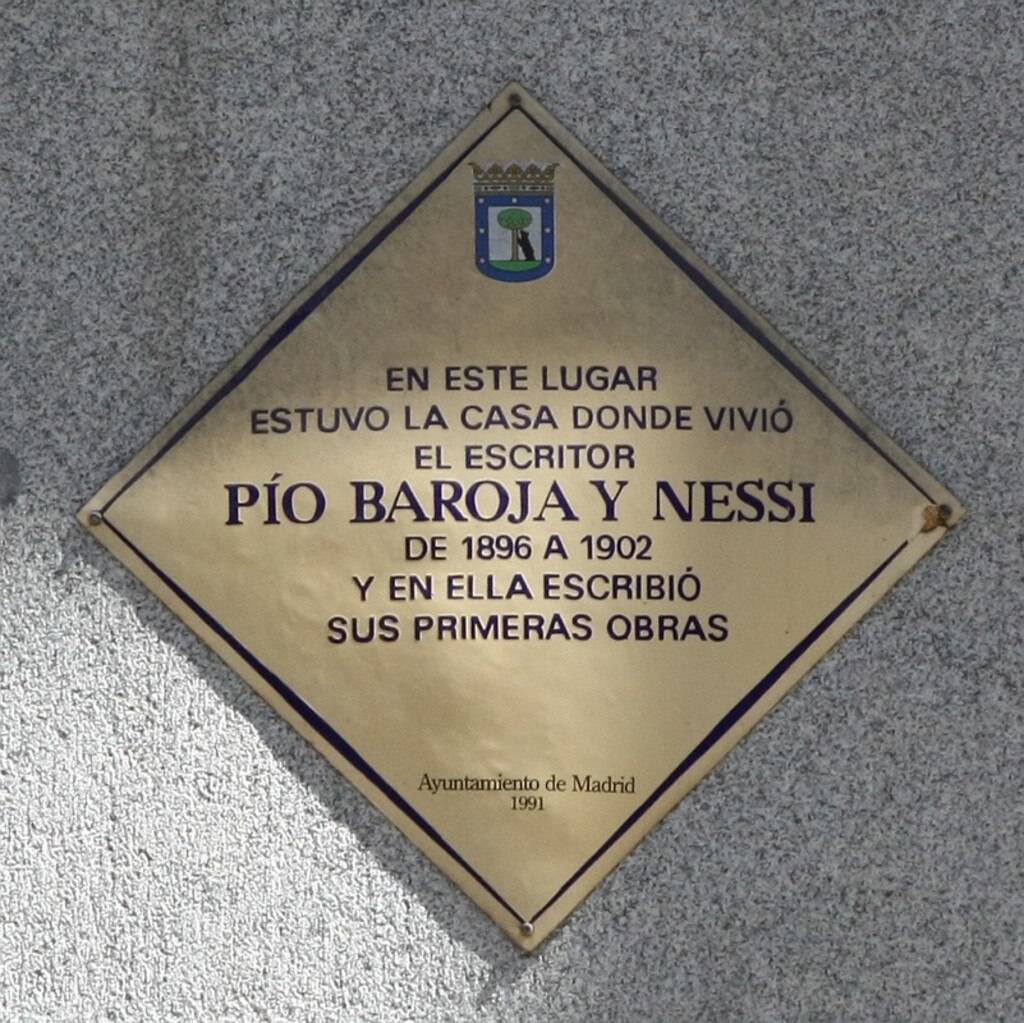 EN ESTE LUGAR
ESTUVO LA CASA DONDE VIVIÓ
EL ESCRITOR
PÍO BAROJA Y NESSI
DE 1896 A 1902
Y EN ELLA ESCRIBIÓ
SUS PRIMERAS OBRAS
Ayuntamiento de Madrid
1991